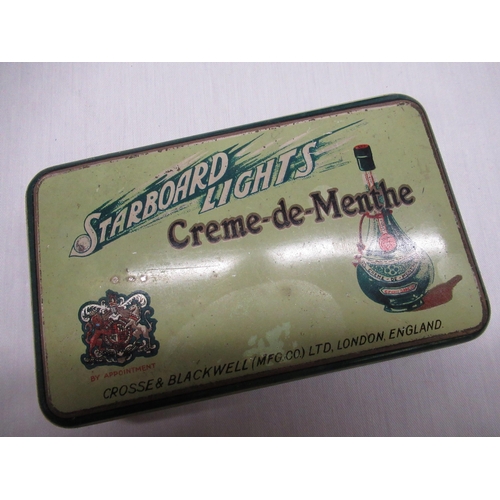 STARBOARD
LIGHTS
Creme-de-Menthe
BY APPOINTMENT
CROSSE & BLACKWELL (MFG CO) LTD, LONDON, ENGLAND.